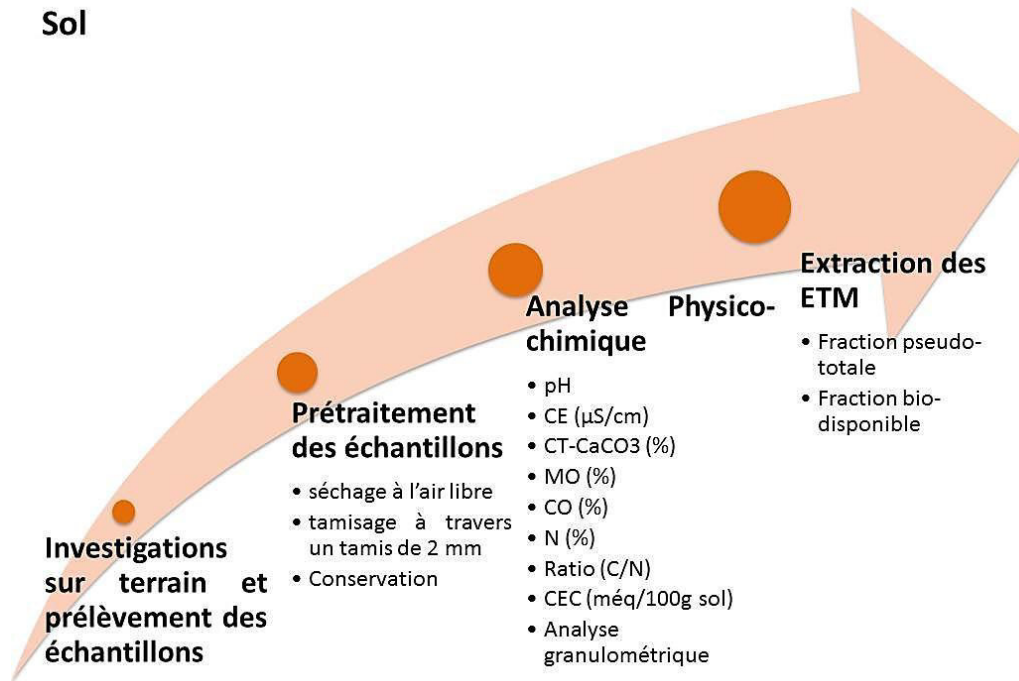 Sol
Investigations
sur terrain et
prélèvement des
échantillons
Prétraitement
des échantillons
• séchage à l'air libre
• tamisage à travers
un tamis de 2 mm
• Conservation
Analyse Physico-
chimique
• pH
• CE (µS/cm)
• CT-CaCO3 (%)
• MO (%)
• CO (%)
• N (%)
• Ratio (C/N)
• CEC (méq/100g sol)
• Analyse
granulométrique
Extraction des
ETM
• Fraction pseudo-
totale
• Fraction bio-
disponible